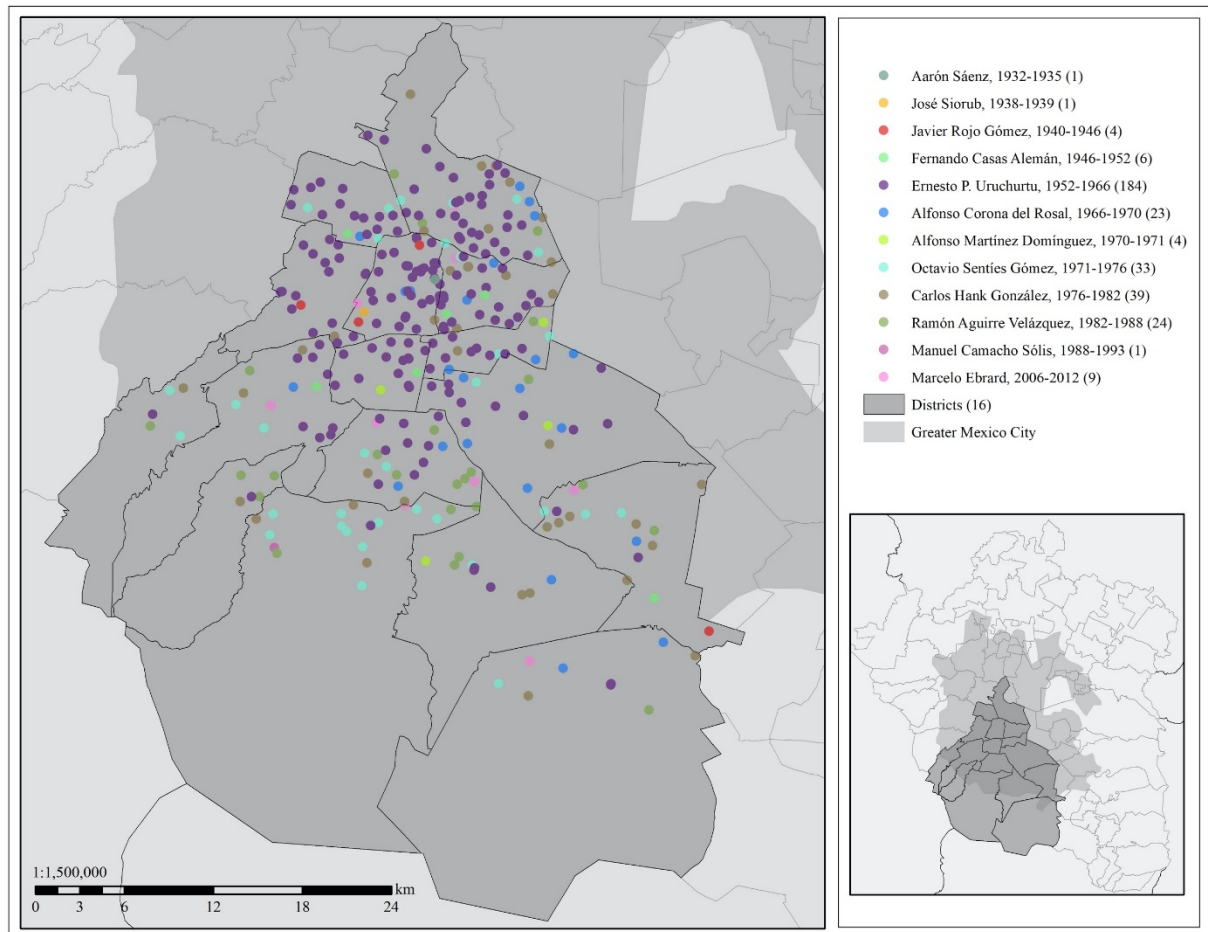 Aarón Sáenz, 1932-1935 (1)
José Siorub, 1938-1939 (1)
Javier Rojo Gómez, 1940-1946 (4)
Fernando Casas Alemán, 1946-1952 (6)
Ernesto P. Uruchurtu, 1952-1966 (184)
Alfonso Corona del Rosal, 1966-1970 (23)
Alfonso Martínez Domínguez, 1970-1971 (4)
Octavio Sentíes Gómez, 1971-1976 (33)
Carlos Hank González, 1976-1982 (39)
Ramón Aguirre Velázquez, 1982-1988 (24)
Manuel Camacho Sólis, 1988-1993 (1)
Marcelo Ebrard, 2006-2012 (9)
Districts (16)
Greater Mexico City
1:1,500,000
km
0 3 6 12 18 24